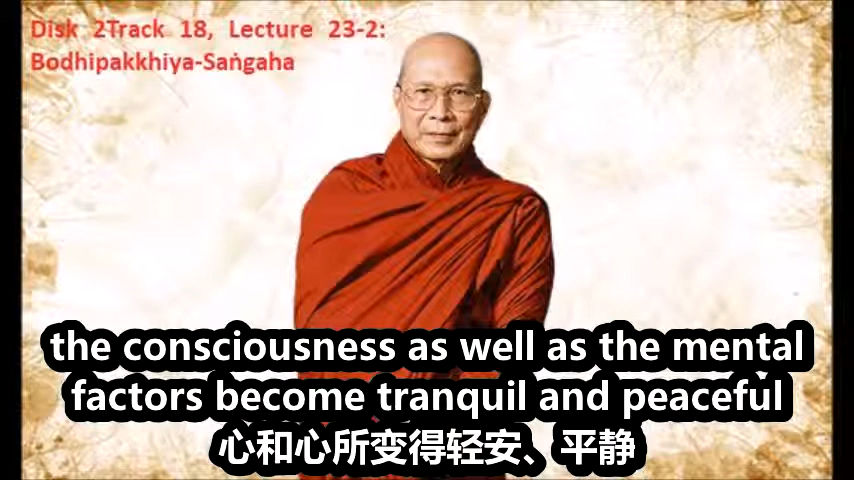 Disk 2Track 18, Lecture 23-2:
Bodhipakkhiya-Saṅgaha
the consciousness as well as the mental
factors become tranquil and peaceful
心和心所变得轻安、平静